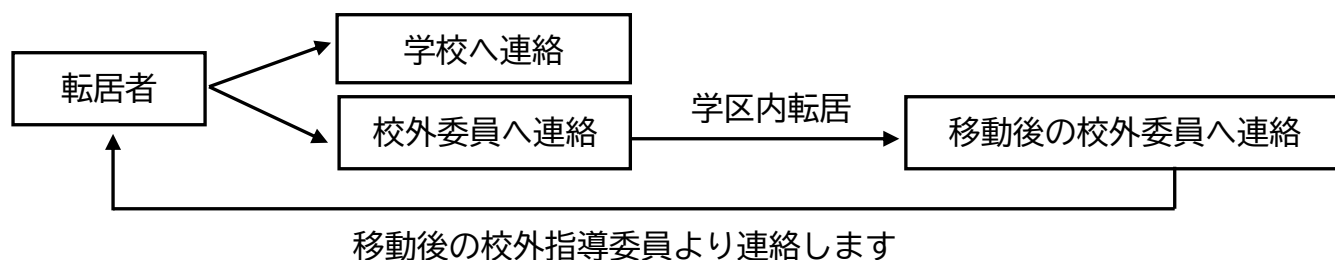 学校へ連絡
転居者
校外委員へ連絡
学区内転居
移動後の校外委員へ連絡
移動後の校外指導委員より連絡します